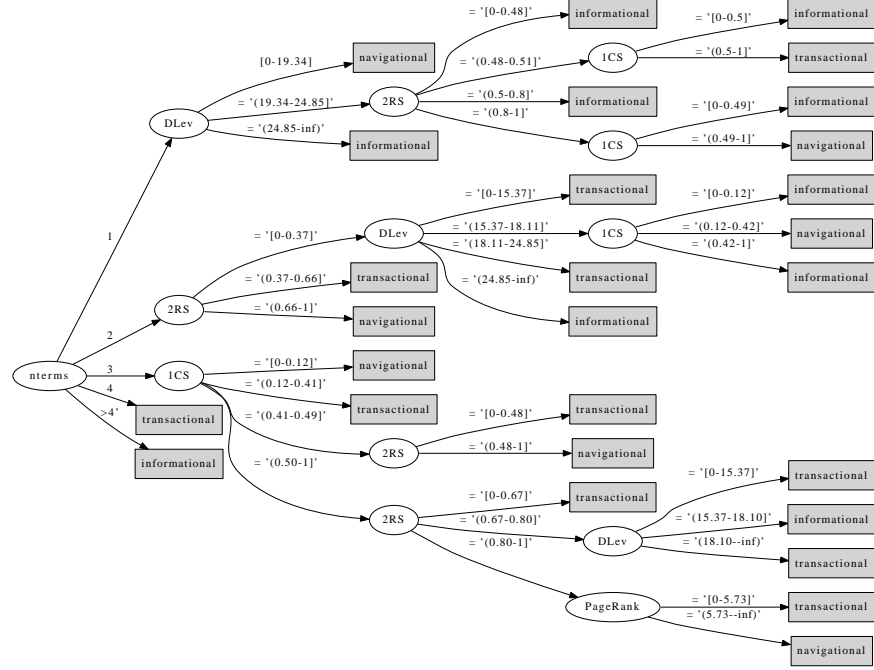 = '[0-0.48]'
informational
= '[0-0.5]'
informational
[0-19.34]
navigational
= '(0.48-0.51]'
1CS
= '(0.5-1]'
transactional
= '(19.34-24.85]'
2RS
= '(0.5-0.8]'
informational
= '(0.8-1]'
= '[0-0.49]'
informational
DLev
= '(24.85-inf)'
informational
1CS
= '(0.49-1]'
navigational
1
= '[0-15.37]'
transactional
= '[0-0.12]'
informational
= '[0-0.37]'
DLev
= '(15.37-18.11]'
1CS
= '(0.12-0.42]'
navigational
= '(18.11-24.85]'
= '(0.42-1]'
informational
= '(0.37-0.66]'
transactional
transactional
= '(24.85-inf)'
2RS
= '(0.66-1]'
navigational
informational
2
nterms
3
1CS
= '[0-0.12]'
navigational
4
= '(0.12-0.41]'
transactional
>4'
transactional
= '(0.41-0.49]'
= '[0-0.48]'
transactional
informational
= '(0.50-1]'
2RS
= '(0.48-1]'
navigational
= '[0-15.37]'
transactional
= '[0-0.67]'
transactional
2RS
= '(0.67-0.80]'
= '(15.37-18.10]'
informational
= '(0.80-1]'
DLev
= '(18.10--inf)'
transactional
PageRank
= '[0-5.73]'
transactional
= '(5.73--inf)'
navigational